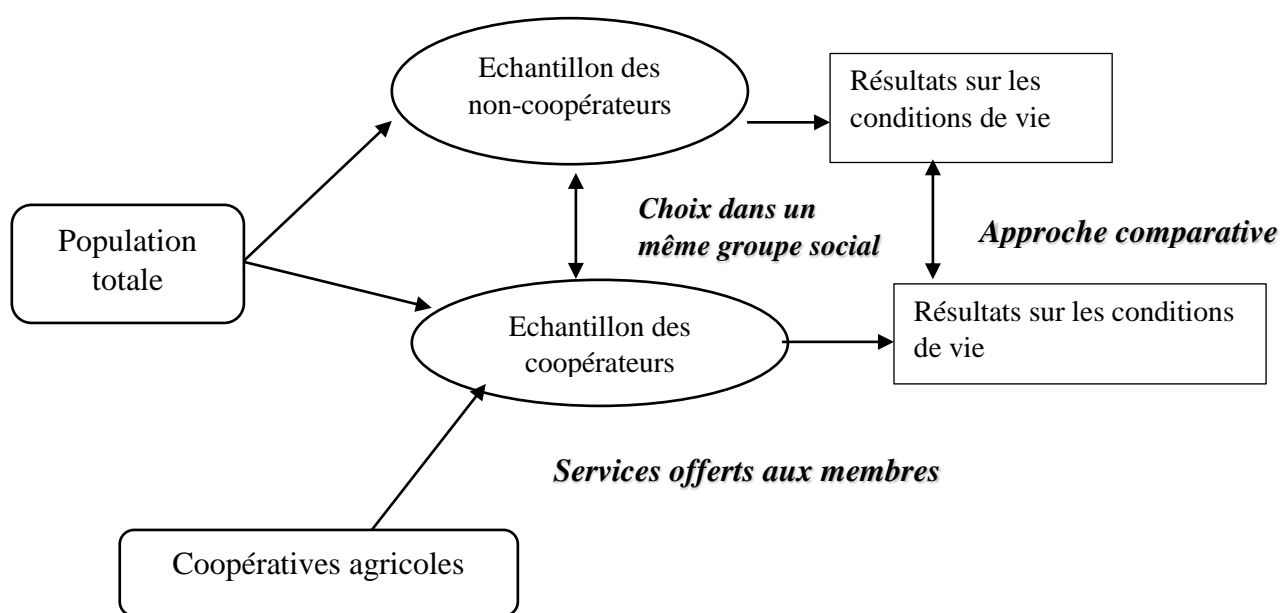 Echantillon des
non-coopérateurs
Résultats sur les
conditions de vie
Population
totale
Choix dans un
même groupe social
Approche comparative
Echantillon des
coopérateurs
Résultats sur les conditions
de vie
Services offerts aux membres
Coopératives agricoles